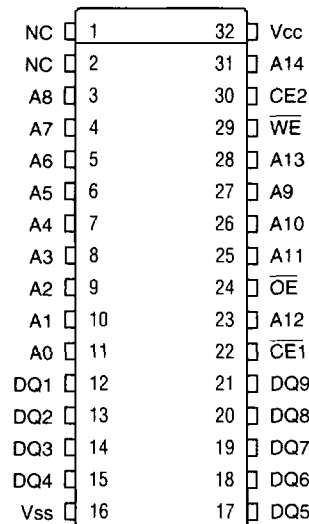 NC 1 32 Vcc
NC 2 31 A14
A8 3 30 CE2
A7 4 29 W̅E̅
A6 5 28 A13
A5 6 27 A9
A4 7 26 A10
A3 8 25 A11
A2 9 24 O̅E̅
A1 10 23 A12
A0 11 22 C̅E̅1
DQ1 12 21 DQ9
DQ2 13 20 DQ8
DQ3 14 19 DQ7
DQ4 15 18 DQ6
Vss 16 17 DQ5